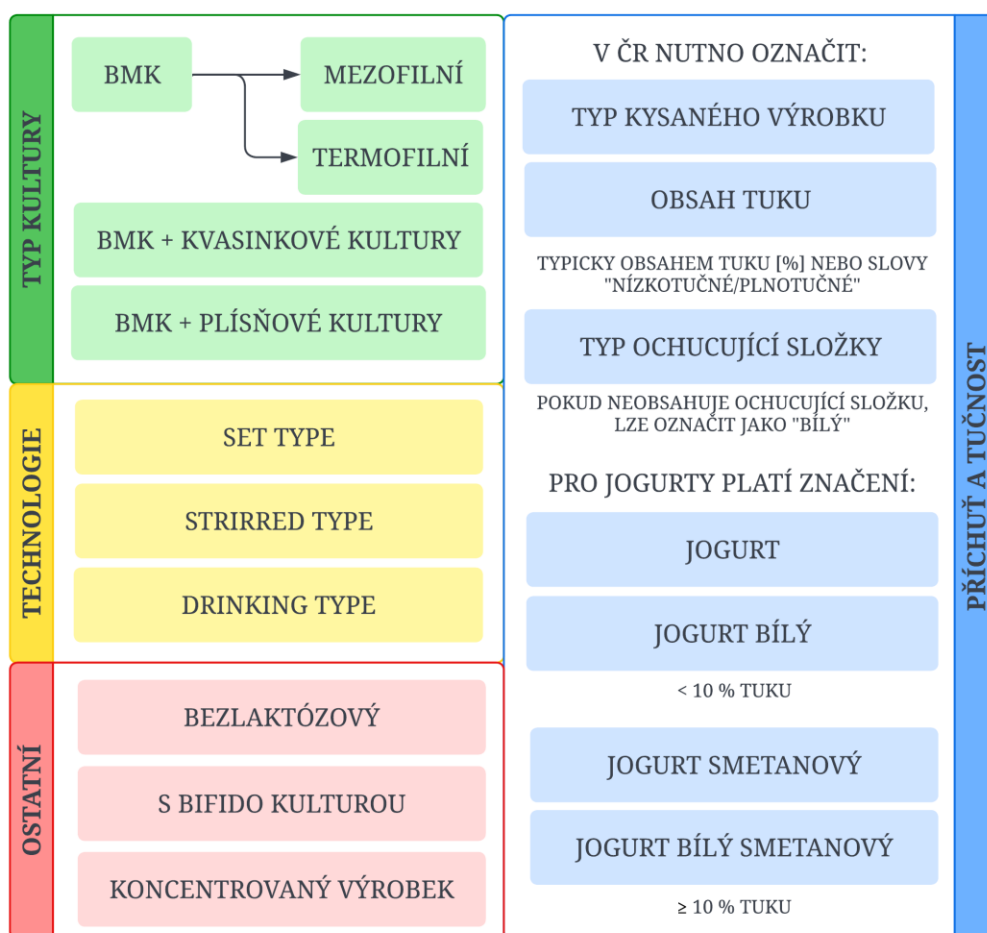 TYP KULTURY
BMK
MEZOFILNÍ
TERMOFILNÍ
BMK + KVASINKOVÉ KULTURY
BMK + PLÍSŇOVÉ KULTURY
TECHNOLOGIE
SET TYPE
STRIRRED TYPE
DRINKING TYPE
OSTATNÍ
BEZLAKTÓZOVÝ
S BIFIDO KULTUROU
KONCENTROVANÝ VÝROBEK
PŘÍCHUŤ A TUČNOST
V ČR NUTNO OZNAČIT:
TYP KYSANÉHO VÝROBKU
OBSAH TUKU
TYPICKY OBSAHEM TUKU [%] NEBO SLOVY
"NÍZKOTUČNÉ/PLNOTUČNÉ"
TYP OCHUCUJÍCÍ SLOŽKY
POKUD NEOBSAHUJE OCHUCUJÍCÍ SLOŽKU,
LZE OZNAČIT JAKO "BÍLÝ"
PRO JOGURTY PLATÍ ZNAČENÍ:
JOGURT
JOGURT BÍLÝ
< 10 % TUKU
JOGURT SMETANOVÝ
JOGURT BÍLÝ SMETANOVÝ
≥ 10 % TUKU